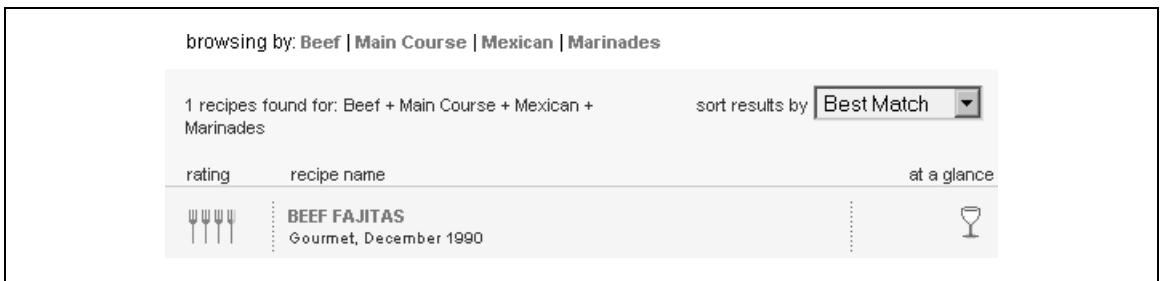 browsing by: Beef | Main Course | Mexican | Marinades
1 recipes found for: Beef + Main Course + Mexican +
Marinades
sort results by Best Match
rating recipe name at a glance
BEEF FAJITAS
Gourmet, December 1990